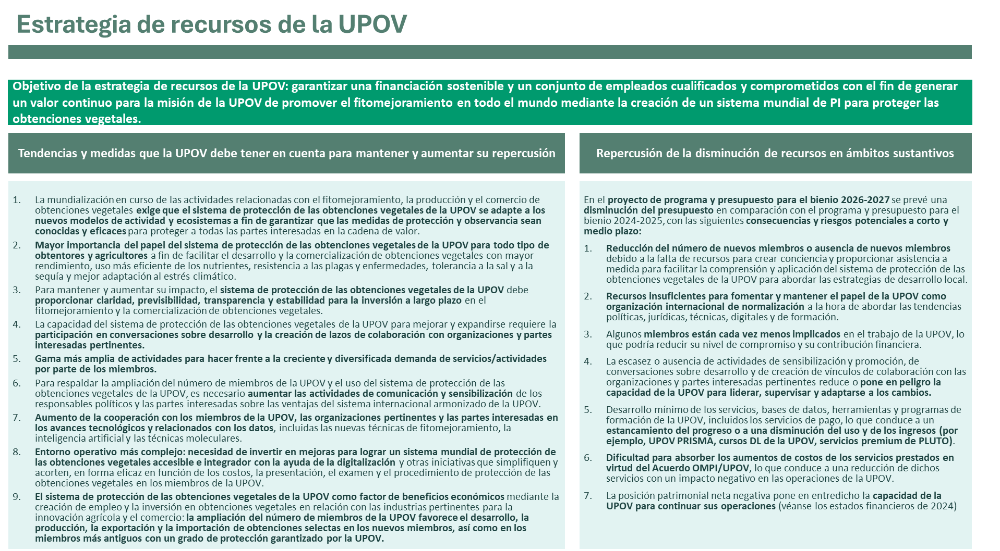 Estrategia de recursos de la UPOV
Objetivo de la estrategia de recursos de la UPOV: garantizar una financiación sostenible y un conjunto de empleados cualificados y comprometidos con el fin de generar
un valor continuo para la misión de la UPOV de promover el fitomejoramiento en todo el mundo mediante la creación de un sistema mundial de PI para proteger las
obtenciones vegetales.
Tendencias y medidas que la UPOV debe tener en cuenta para mantener y aumentar su repercusión
1. La mundialización en curso de las actividades relacionadas con el fitomejoramiento, la producción y el comercio de
obtenciones vegetales exige que el sistema de protección de las obtenciones vegetales de la UPOV se adapte a los
nuevos modelos de actividad y ecosistemas a fin de garantizar que las medidas de protección y observancia sean
conocidas y eficaces para proteger a todas las partes interesadas en la cadena de valor.
2. Mayor importancia del papel del sistema de protección de las obtenciones vegetales de la UPOV para todo tipo de
obtentores y agricultores a fin de facilitar el desarrollo y la comercialización de obtenciones vegetales con mayor
rendimiento, uso más eficiente de los nutrientes, resistencia a las plagas y enfermedades, tolerancia a la sal y a la
sequía y mejor adaptación al estrés climático.
3. Para mantener y aumentar su impacto, el sistema de protección de las obtenciones vegetales de la UPOV debe
proporcionar claridad, previsibilidad, transparencia y estabilidad para la inversión a largo plazo en el
fitomejoramiento y la comercialización de obtenciones vegetales.
4. La capacidad del sistema de protección de las obtenciones vegetales de la UPOV para mejorar y expandirse requiere la
participación en conversaciones sobre desarrollo y la creación de lazos de colaboración con organizaciones y partes
interesadas pertinentes.
5. Gama más amplia de actividades para hacer frente a la creciente y diversificada demanda de servicios/actividades
por parte de los miembros.
6. Para respaldar la ampliación del número de miembros de la UPOV y el uso del sistema de protección de las
obtenciones vegetales de la UPOV, es necesario aumentar las actividades de comunicación y sensibilización de los
responsables políticos y las partes interesadas sobre las ventajas del sistema internacional armonizado de la UPOV.
7. Aumento de la cooperación con los miembros de la UPOV, las organizaciones pertinentes y las partes interesadas en
los avances tecnológicos y relacionados con los datos, incluidas las nuevas técnicas de fitomejoramiento, la
inteligencia artificial y las técnicas moleculares.
8. Entorno operativo más complejo: necesidad de invertir en mejoras para lograr un sistema mundial de protección de
las obtenciones vegetales accesible e integrador con la ayuda de la digitalización y otras iniciativas que simplifiquen y
acorten, en forma eficaz en función de los costos, la presentación, el examen y el procedimiento de protección de las
obtenciones vegetales en los miembros de la UPOV.
9. El sistema de protección de las obtenciones vegetales de la UPOV como factor de beneficios económicos mediante la
creación de empleo y la inversión en obtenciones vegetales en relación con las industrias pertinentes para la
innovación agrícola y el comercio: la ampliación del número de miembros de la UPOV favorece el desarrollo, la
producción, la exportación y la importación de obtenciones selectas en los nuevos miembros, así como en los
miembros más antiguos con un grado de protección garantizado por la UPOV.
Repercusión de la disminución de recursos en ámbitos sustantivos
En el proyecto de programa y presupuesto para el bienio 2026-2027 se prevé una
disminución del presupuesto en comparación con el programa y presupuesto para el
bienio 2024-2025, con las siguientes consecuencias y riesgos potenciales a corto y
medio plazo:
1. Reducción del número de nuevos miembros o ausencia de nuevos miembros
debido a la falta de recursos para crear conciencia y proporcionar asistencia a
medida para facilitar la comprensión y aplicación del sistema de protección de las
obtenciones vegetales de la UPOV para abordar las estrategias de desarrollo local.
2. Recursos insuficientes para fomentar y mantener el papel de la UPOV como
organización internacional de normalización a la hora de abordar las tendencias
políticas, jurídicas, técnicas, digitales y de formación.
3. Algunos miembros están cada vez menos implicados en el trabajo de la UPOV, lo
que podría reducir su nivel de compromiso y su contribución financiera.
4. La escasez o ausencia de actividades de sensibilización y promoción, de
conversaciones sobre desarrollo y de creación de vínculos de colaboración con las
organizaciones y partes interesadas pertinentes reduce o pone en peligro la
capacidad de la UPOV para liderar, supervisar y adaptarse a los cambios.
5. Desarrollo mínimo de los servicios, bases de datos, herramientas y programas de
formación de la UPOV, incluidos los servicios de pago, lo que conduce a un
estancamiento del progreso o a una disminución del uso y de los ingresos (por
ejemplo, UPOV PRISMA, cursos DL de la UPOV, servicios premium de PLUTO).
6. Dificultad para absorber los aumentos de costos de los servicios prestados en
virtud del Acuerdo OMPI/UPOV, lo que conduce a una reducción de dichos
servicios con un impacto negativo en las operaciones de la UPOV.
7. La posición patrimonial neta negativa pone en entredicho la capacidad de la
UPOV para continuar sus operaciones (véanse los estados financieros de 2024)